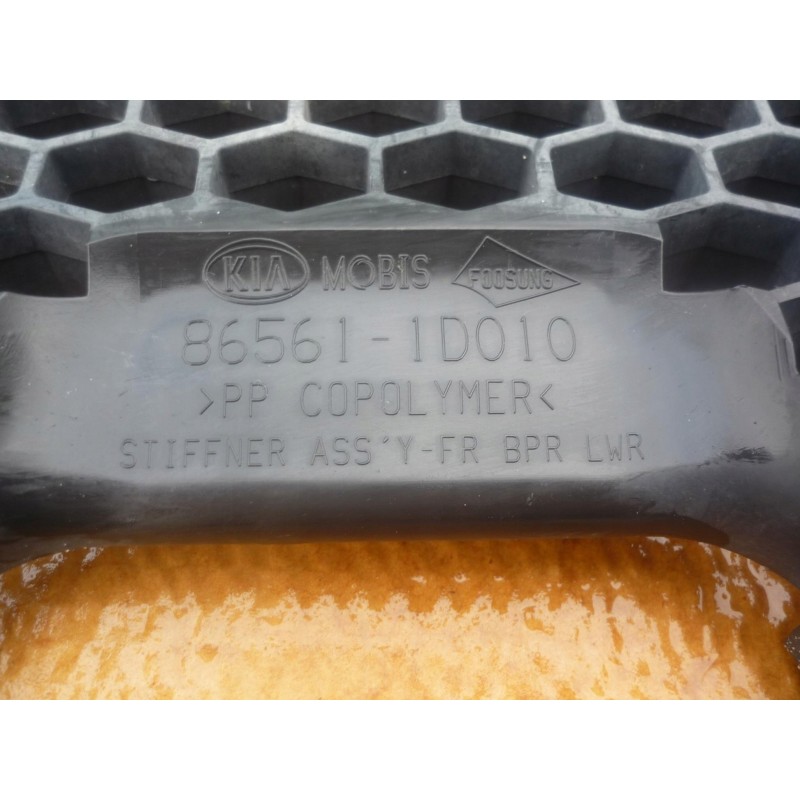 KIA MOBIS FOOSUNG
86561-1D010
>PP COPOLYMER<
STIFFNER ASS'Y-FR BPR LWR